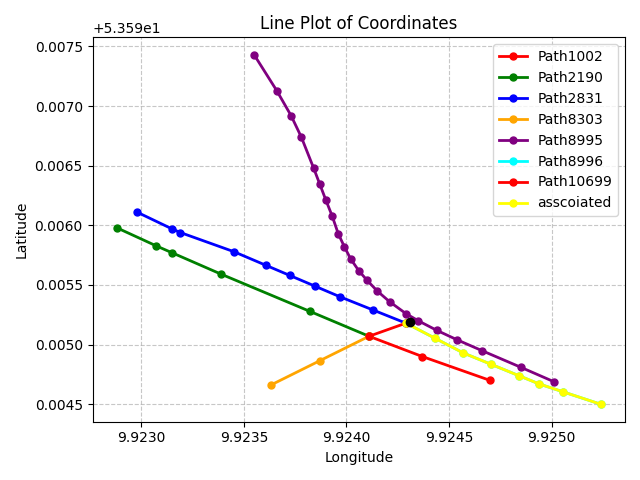 Line Plot of Coordinates
+5.359e1
0.0075
0.0070
0.0065
0.0060
0.0055
0.0050
0.0045
Latitude
9.9230
9.9235
9.9240
9.9245
9.9250
Longitude
Path1002
Path2190
Path2831
Path8303
Path8995
Path8996
Path10699
asscoiated